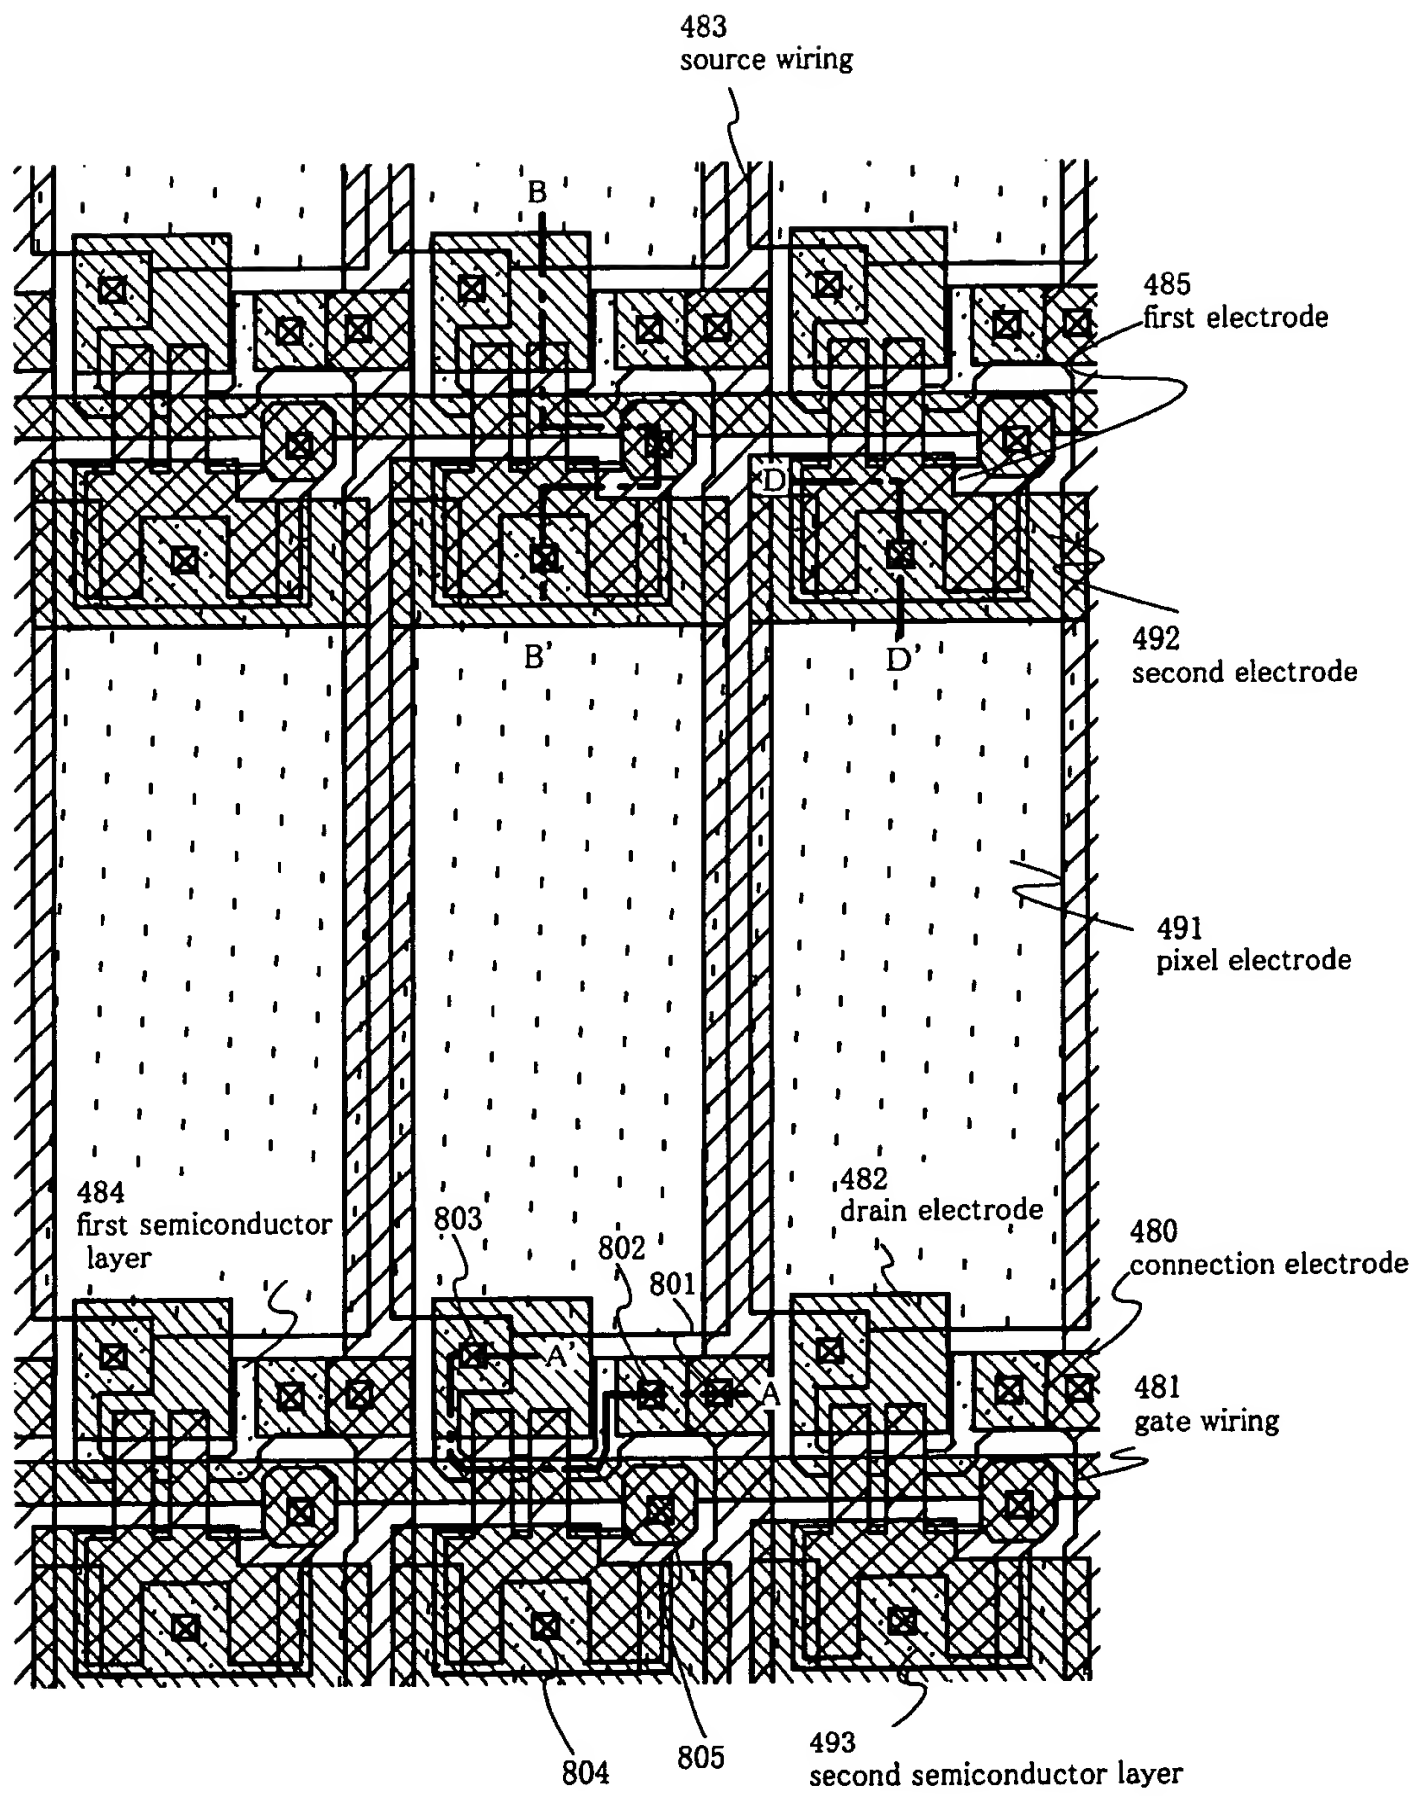 483
source wiring
B
485
first electrode
D
B'
D'
492
second electrode
491
pixel electrode
484
first semiconductor
layer
803
802
801
482
drain electrode
480
connection electrode
A'
A
481
gate wiring
804
805
493
second semiconductor layer